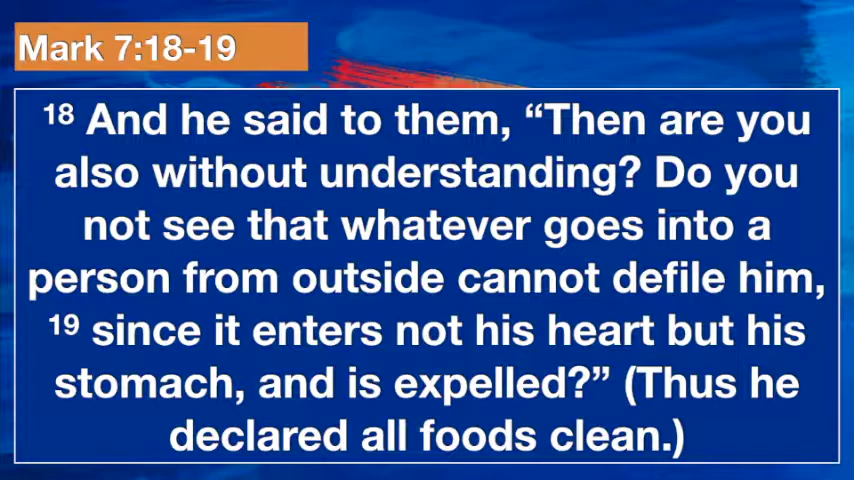 Mark 7:18-19
18 And he said to them, “Then are you
also without understanding? Do you
not see that whatever goes into a
person from outside cannot defile him,
19 since it enters not his heart but his
stomach, and is expelled?” (Thus he
declared all foods clean.)